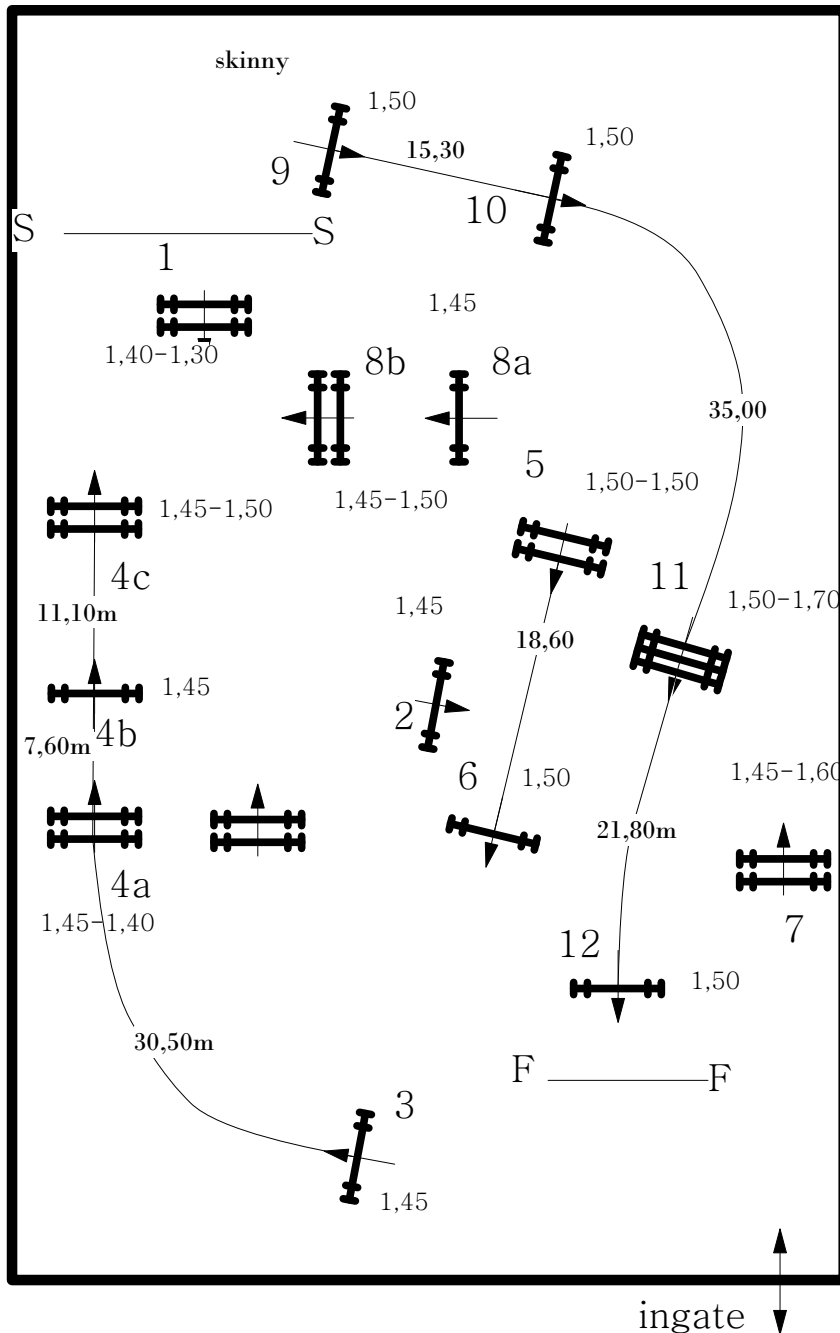 skinny
1,50
9
15,30
1,50
10
S
S
1
1,40-1,30
1,45
8b
8a
35,00
5
1,45-1,50
1,45-1,50
1,50-1,50
4c
11
11,10m
1,45
18,60
1,50-1,70
1,45
2
4b
7,60m
6
1,50
1,45-1,60
21,80m
4a
1,45-1,40
7
12
1,50
30,50m
F
F
3
1,45
ingate